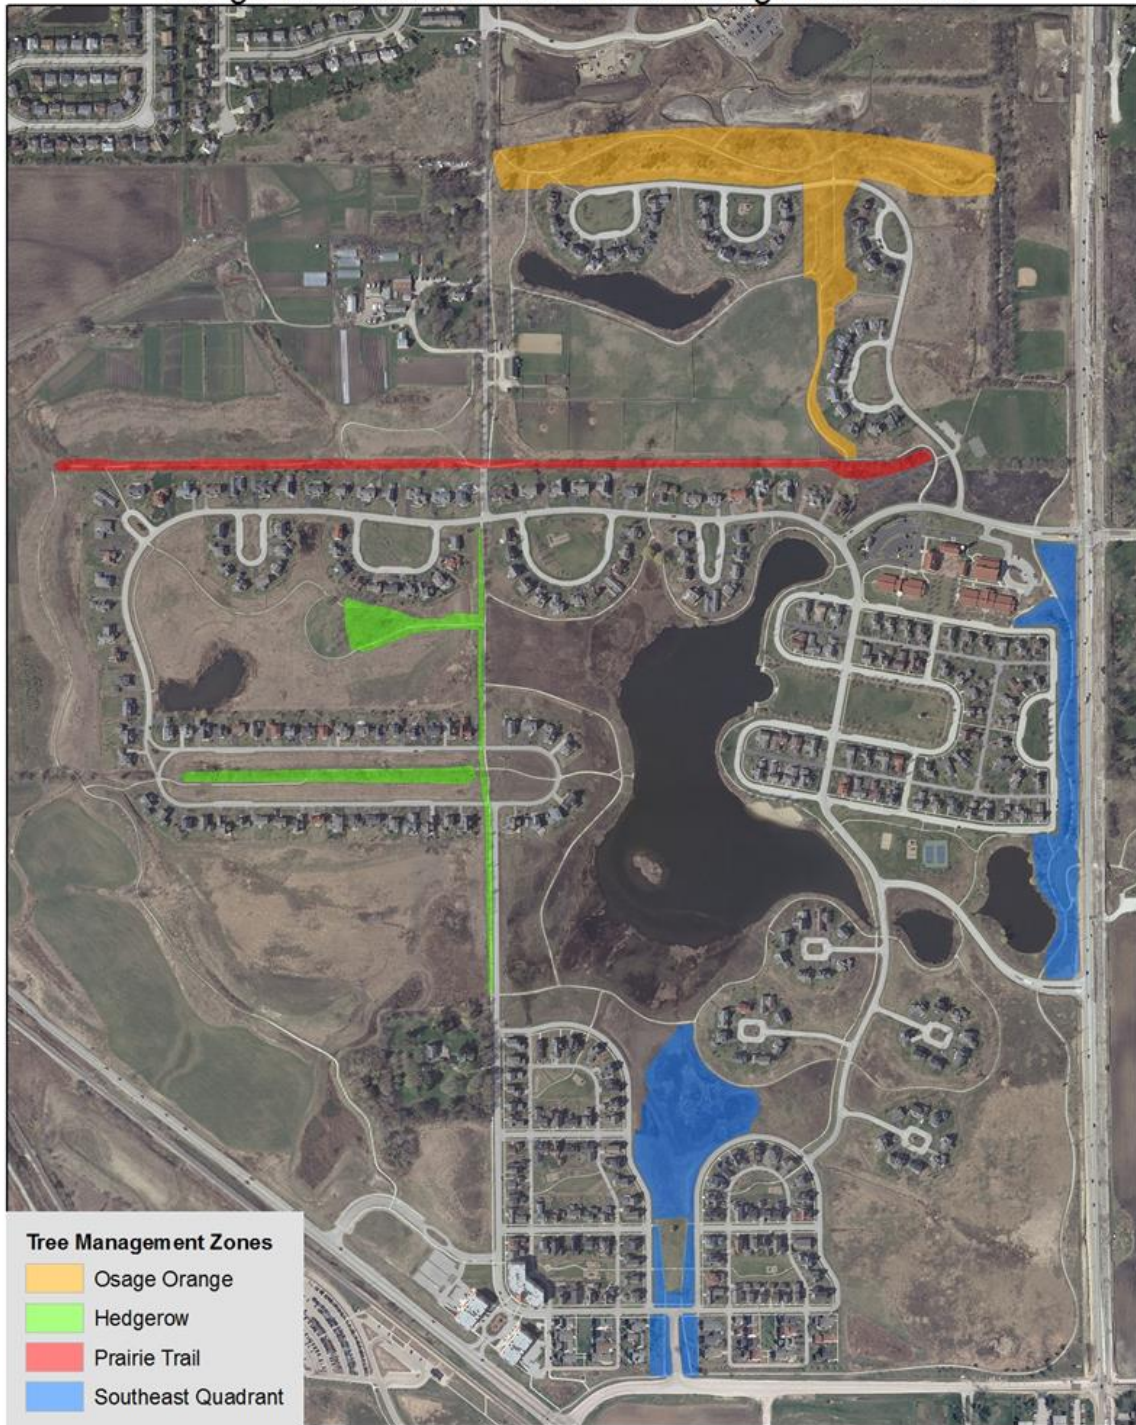 Tree Management Zones
Osage Orange
Hedgerow
Prairie Trail
Southeast Quadrant